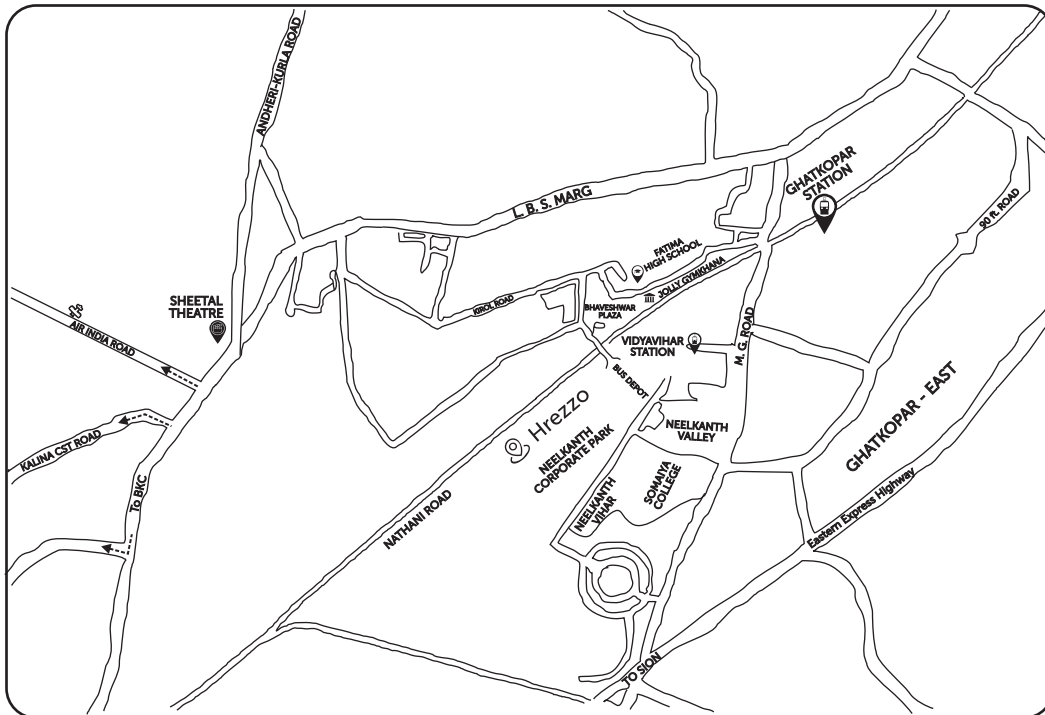 ANDHERI-KURLA ROAD
L. B. S. MARG
GHATKOPAR
STATION
90 ft. ROAD
FATIMA
HIGH SCHOOL
JOLLY GYMKHANA
KIROL ROAD
BHAVESHWAR
PLAZA
SHEETAL
THEATRE
AIR INDIA ROAD
VIDYAVIHAR
STATION
M. G. ROAD
BUS DEPOT
GHATKOPAR - EAST
Hrezzo
NEELKANTH
CORPORATE PARK
NEELKANTH
VALLEY
KALINA CST ROAD
To BKC
SOMAIYA
COLLEGE
NEELKANTH
VIHAR
NATHANI ROAD
Eastern Express Highway
TO SION